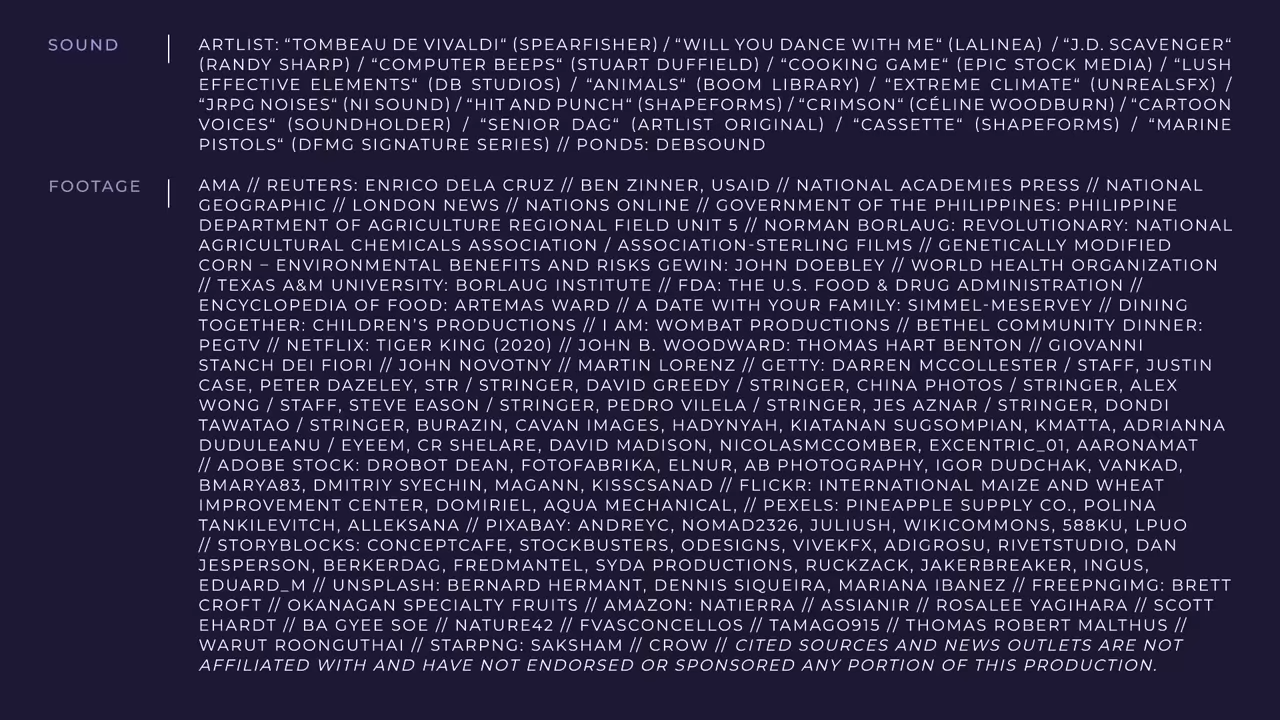 SOUND
ARTLIST: “TOMBEAU DE VIVALDI“ (SPEARFISHER) / “WILL YOU DANCE WITH ME“ (LALINEA) / “J.D. SCAVENGER“
(RANDY SHARP) / “COMPUTER BEEPS“ (STUART DUFFIELD) / “COOKING GAME“ (EPIC STOCK MEDIA) / “LUSH
EFFECTIVE ELEMENTS“ (DB STUDIOS) / “ANIMALS“ (BOOM LIBRARY) / “EXTREME CLIMATE“ (UNREALSFX) /
“JRPG NOISES“ (NI SOUND) / “HIT AND PUNCH“ (SHAPEFORMS) / “CRIMSON“ (CÉLINE WOODBURN) / “CARTOON
VOICES“ (SOUNDHOLDER) / “SENIOR DAG“ (ARTLIST ORIGINAL) / “CASSETTE“ (SHAPEFORMS) / “MARINE
PISTOLS“ (DFMG SIGNATURE SERIES) // POND5: DEBSOUND
FOOTAGE
AMA // REUTERS: ENRICO DELA CRUZ // BEN ZINNER, USAID // NATIONAL ACADEMIES PRESS // NATIONAL
GEOGRAPHIC // LONDON NEWS // NATIONS ONLINE // GOVERNMENT OF THE PHILIPPINES: PHILIPPINE
DEPARTMENT OF AGRICULTURE REGIONAL FIELD UNIT 5 // NORMAN BORLAUG: REVOLUTIONARY: NATIONAL
AGRICULTURAL CHEMICALS ASSOCIATION / ASSOCIATION-STERLING FILMS // GENETICALLY MODIFIED
CORN – ENVIRONMENTAL BENEFITS AND RISKS GEWIN: JOHN DOEBLEY // WORLD HEALTH ORGANIZATION
// TEXAS A&M UNIVERSITY: BORLAUG INSTITUTE // FDA: THE U.S. FOOD & DRUG ADMINISTRATION //
ENCYCLOPEDIA OF FOOD: ARTEMAS WARD // A DATE WITH YOUR FAMILY: SIMMEL-MESERVEY // DINING
TOGETHER: CHILDREN’S PRODUCTIONS // I AM: WOMBAT PRODUCTIONS // BETHEL COMMUNITY DINNER:
PEGTV // NETFLIX: TIGER KING (2020) // JOHN B. WOODWARD: THOMAS HART BENTON // GIOVANNI
STANCH DEI FIORI // JOHN NOVOTNY // MARTIN LORENZ // GETTY: DARREN MCCOLLESTER / STAFF, JUSTIN
CASE, PETER DAZELEY, STR / STRINGER, DAVID GREEDY / STRINGER, CHINA PHOTOS / STRINGER, ALEX
WONG / STAFF, STEVE EASON / STRINGER, PEDRO VILELA / STRINGER, JES AZNAR / STRINGER, DONDI
TAWATAO / STRINGER, BURAZIN, CAVAN IMAGES, HADYNYAH, KIATANAN SUGSOMPIAN, KMATTA, ADRIANNA
DUDULEANU / EYEEM, CR SHELARE, DAVID MADISON, NICOLASMCCOMBER, EXCENTRIC_01, AARONAMAT
// ADOBE STOCK: DROBOT DEAN, FOTOFABRIKA, ELNUR, AB PHOTOGRAPHY, IGOR DUDCHAK, VANKAD,
BMARYA83, DMITRIY SYECHIN, MAGANN, KISSCSANAD // FLICKR: INTERNATIONAL MAIZE AND WHEAT
IMPROVEMENT CENTER, DOMIRIEL, AQUA MECHANICAL, // PEXELS: PINEAPPLE SUPPLY CO., POLINA
TANKILEVITCH, ALLEKSANA // PIXABAY: ANDREYC, NOMAD2326, JULIUSH, WIKICOMMONS, 588KU, LPUO
// STORYBLOCKS: CONCEPTCAFE, STOCKBUSTERS, ODESIGNS, VIVEKFX, ADIGROSU, RIVETSTUDIO, DAN
JESPERSON, BERKERDAG, FREDMANTEL, SYDA PRODUCTIONS, RUCKZACK, JAKERBREAKER, INGUS,
EDUARD_M // UNSPLASH: BERNARD HERMANT, DENNIS SIQUEIRA, MARIANA IBANEZ // FREEPNGIMG: BRETT
CROFT // OKANAGAN SPECIALTY FRUITS // AMAZON: NATIERRA // ASSIANIR // ROSALEE YAGIHARA // SCOTT
EHARDT // BA GYEE SOE // NATURE42 // FVASCONCELLOS // TAMAGO915 // THOMAS ROBERT MALTHUS //
WARUT ROONGUTHAI // STARPNG: SAKSHAM // CROW // CITED SOURCES AND NEWS OUTLETS ARE NOT
AFFILIATED WITH AND HAVE NOT ENDORSED OR SPONSORED ANY PORTION OF THIS PRODUCTION.